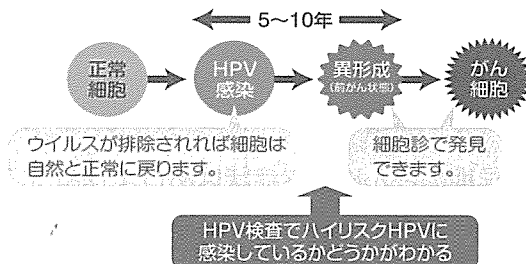 5〜10年
正常
細胞
HPV
感染
異形成
(前がん状態)
がん
細胞
ウイルスが排除されれば細胞は
自然と正常に戻ります。
細胞診で発見
できます。
HPV検査でハイリスクHPVに
感染しているかどうかがわかる